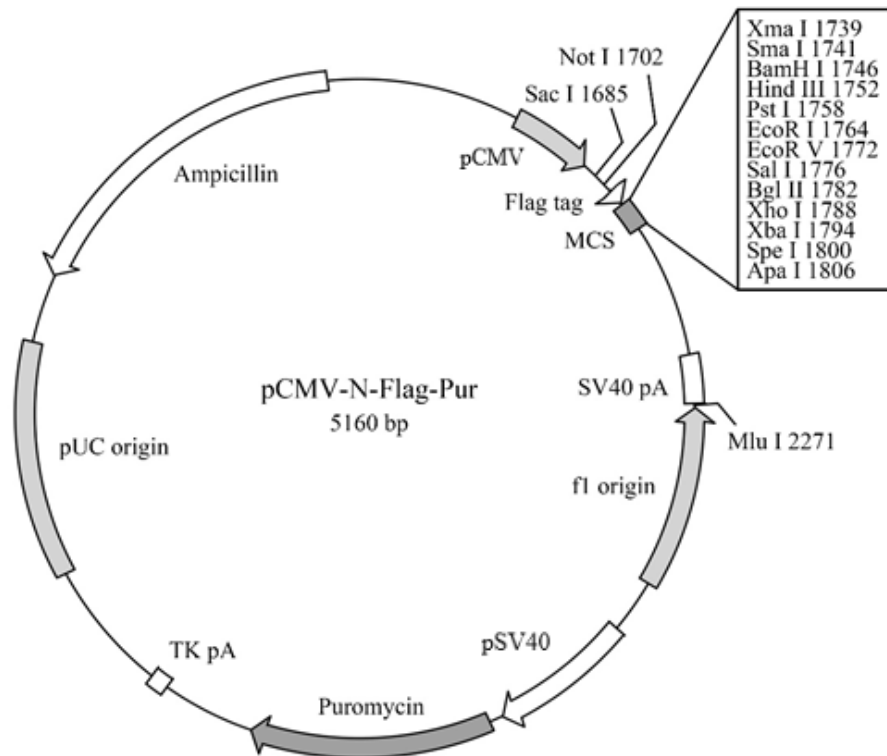 Xma I 1739
Sma I 1741
BamH I 1746
Hind III 1752
Pst I 1758
EcoR I 1764
EcoR V 1772
Sal I 1776
Bgl II 1782
Xho I 1788
Xba I 1794
Spe I 1800
Apa I 1806
Not I 1702
Sac I 1685
pCMV
Flag tag
MCS
Ampicillin
pCMV-N-Flag-Pur
5160 bp
SV40 pA
Mlu I 2271
f1 origin
pUC origin
pSV40
TK pA
Puromycin